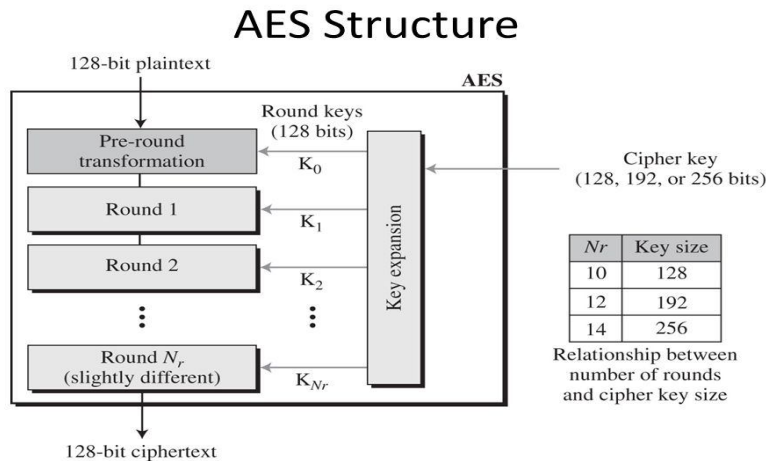 AES Structure
128-bit plaintext
AES
Round keys
(128 bits)
Pre-round
transformation
K0
Cipher key
(128, 192, or 256 bits)
Round 1
K1
Round 2
K2
Key expansion
Nr Key size
10 128
12 192
14 256
Relationship between
number of rounds
and cipher key size
⋮
⋮
Round Nr
(slightly different)
KNr
128-bit ciphertext